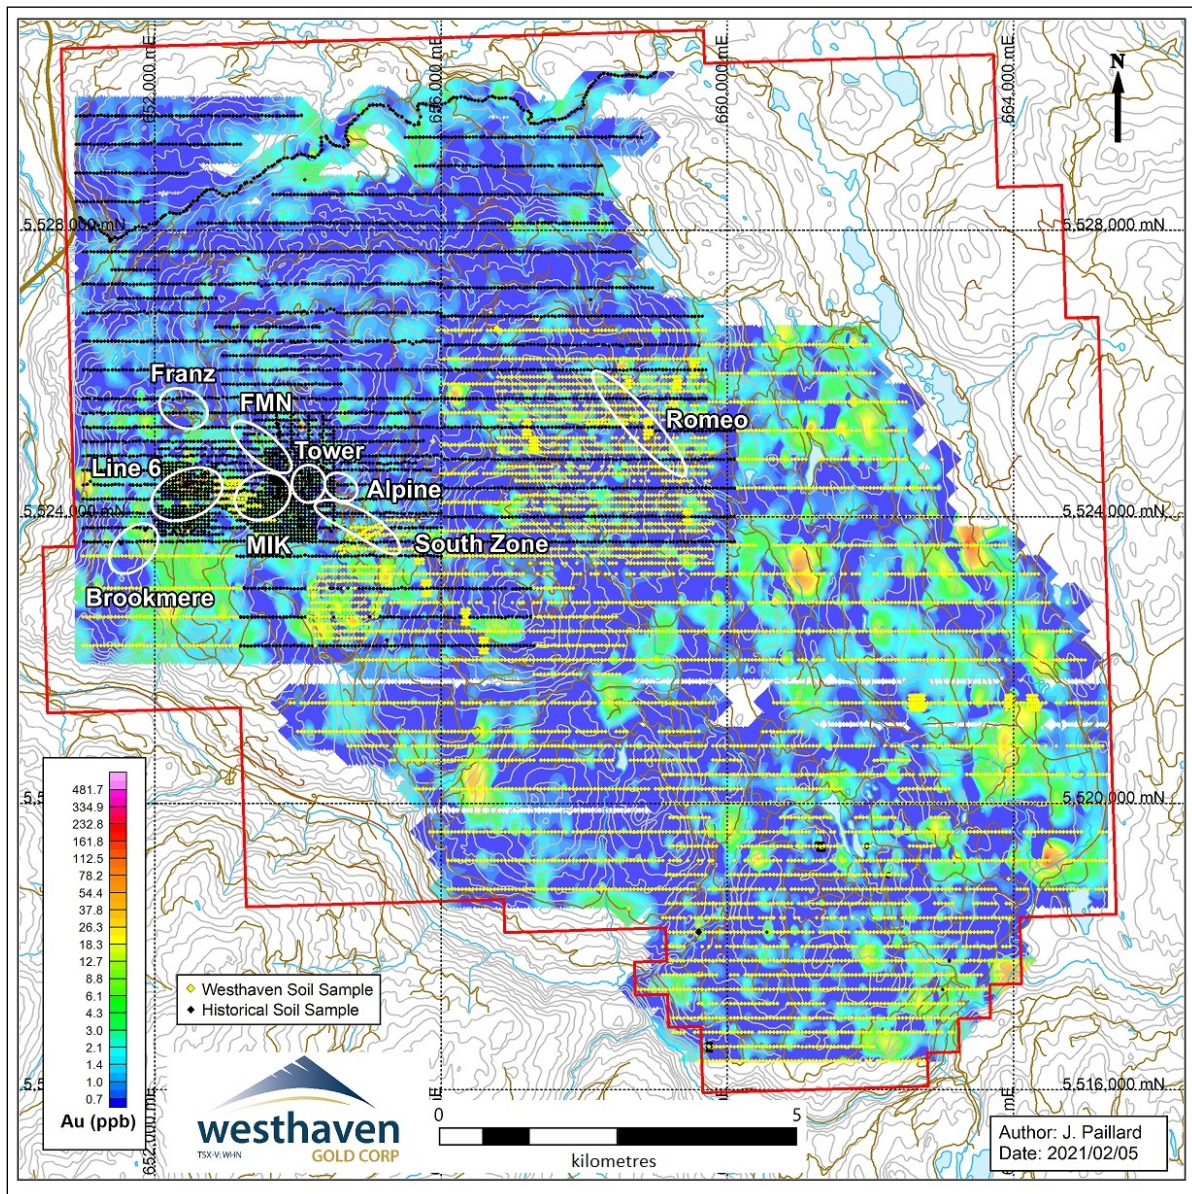 652,000 mE
656,000 mE
660,000 mE
664,000 mE
N
5,528,000 mN
5,528,000 mN
Franz
FMN
Romeo
Tower
Line 6
Alpine
5,524,000 mN
5,524,000 mN
MIK
South Zone
Brookmere
5,520,000 mN
481.7
334.9
232.8
161.8
112.5
78.2
54.4
37.8
26.3
18.3
12.7
8.8
6.1
4.3
3.0
2.1
1.4
1.0
0.7
Au (ppb)
Westhaven Soil Sample
Historical Soil Sample
5,516,000 mN
652,000 mE
westhaven
TSX-V: WHN
GOLD CORP
0
5
kilometres
Author: J. Paillard
Date: 2021/02/05